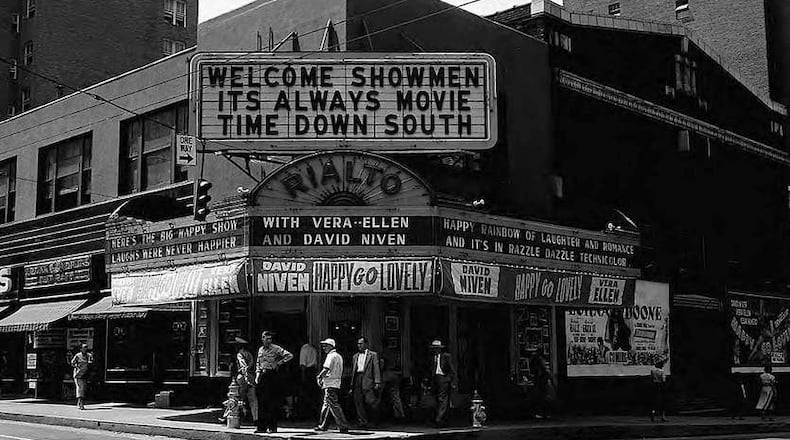 WELCOME SHOWMEN
ITS ALWAYS MOVIE
TIME DOWN SOUTH
ONE
WAY
RIALTO
HERE'S THE BIG HAPPY SHOW
LAUGHS WERE NEVER HAPPIER
WITH VERA--ELLEN
AND DAVID NIVEN
HAPPY RAINBOW OF LAUGHTER AND ROMANCE
AND IT'S IN RAZZLE DAZZLE TECHNICOLOR
DAVID
NIVEN
HAPPY GO LOVELY
DAVID
NIVEN
HAPPY GO LOVELY
VERA
ELLEN
BOONE